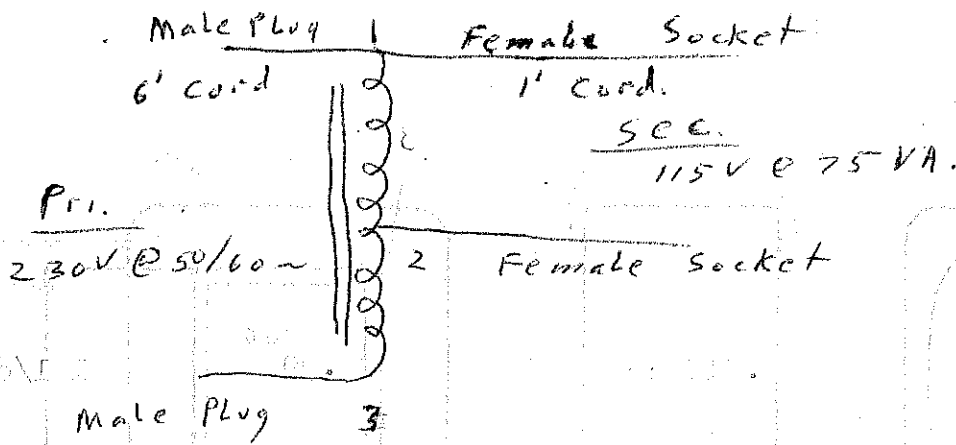 Male Plug 1 Female Socket
6' Cord 1' Cord.
Sec.
115V @ 75 VA.
Pri.
230V @ 50/60~ 2 Female Socket
Male Plug 3